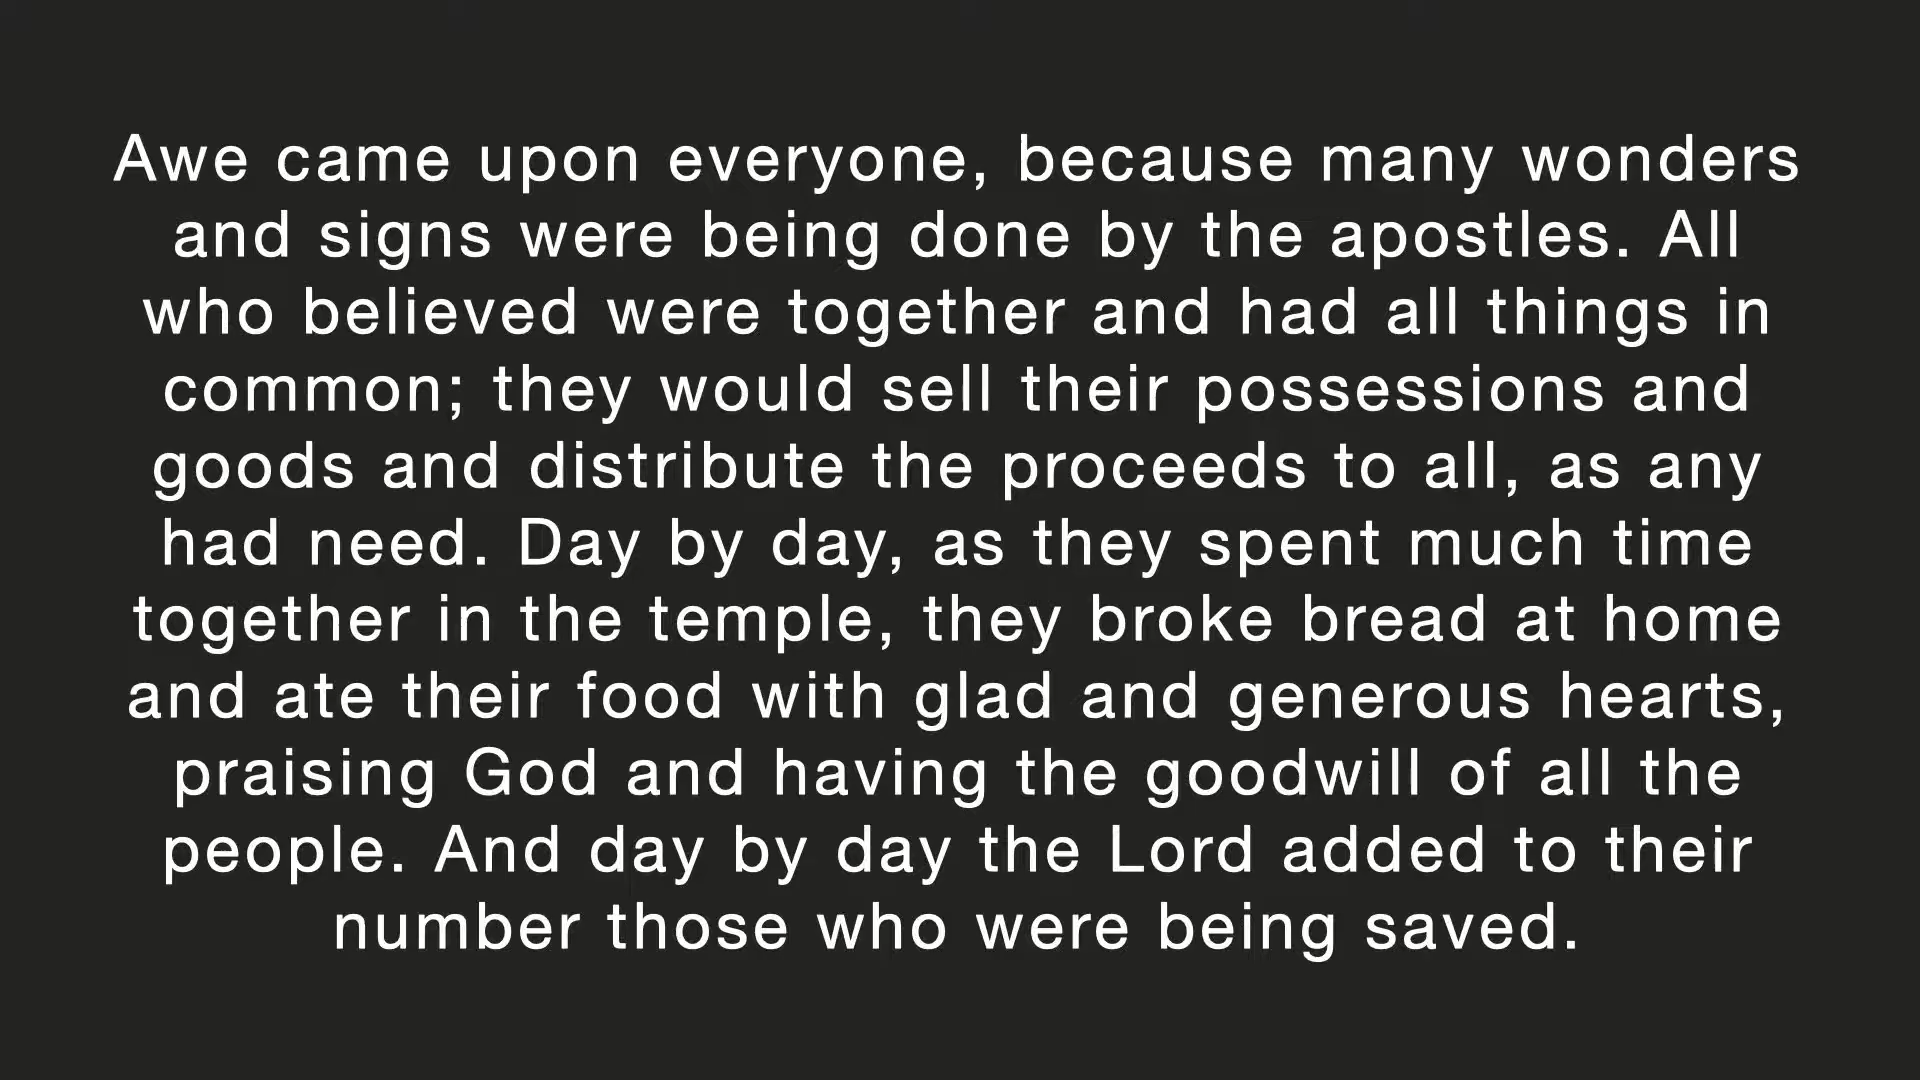 Awe came upon everyone, because many wonders
and signs were being done by the apostles. All
who believed were together and had all things in
common; they would sell their possessions and
goods and distribute the proceeds to all, as any
had need. Day by day, as they spent much time
together in the temple, they broke bread at home
and ate their food with glad and generous hearts,
praising God and having the goodwill of all the
people. And day by day the Lord added to their
number those who were being saved.